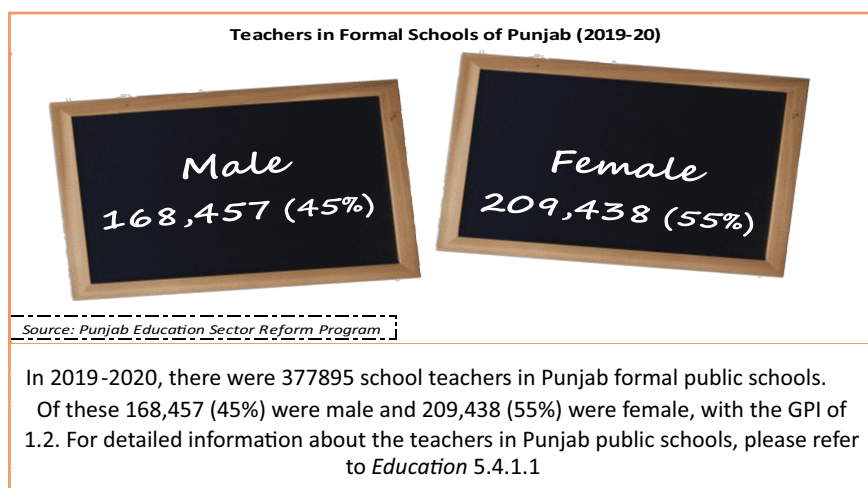 Teachers in Formal Schools of Punjab (2019-20)
Male
168,457 (45%)
Female
209,438 (55%)
Source: Punjab Education Sector Reform Program
In 2019-2020, there were 377895 school teachers in Punjab formal public schools.
Of these 168,457 (45%) were male and 209,438 (55%) were female, with the GPI of
1.2. For detailed information about the teachers in Punjab public schools, please refer
to Education 5.4.1.1